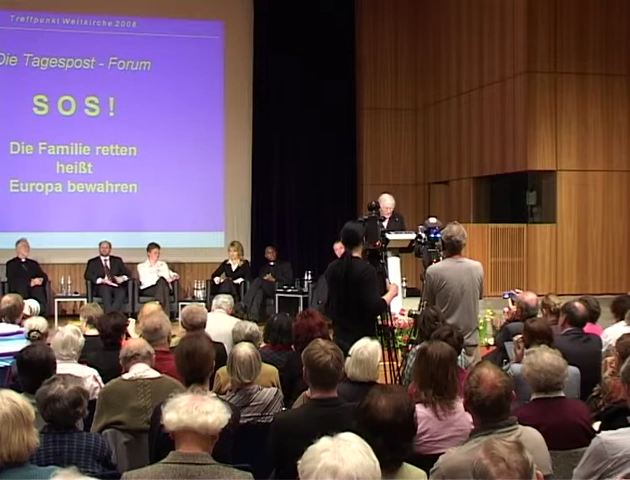 Treffpunkt Weltkirche 2008
Die Tagespost - Forum
SOS!
Die Familie retten
heißt
Europa bewahren